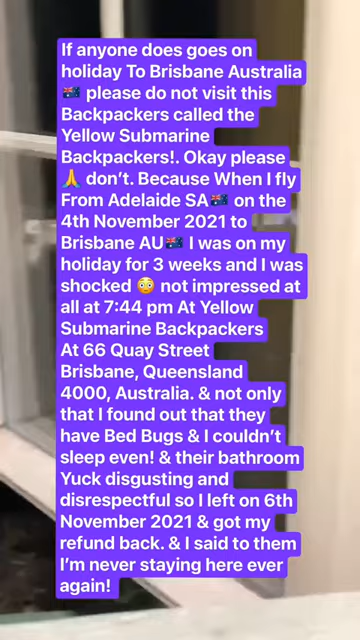 If anyone does goes on
holiday To Brisbane Australia
🇦🇺 please do not visit this
Backpackers called the
Yellow Submarine
Backpackers!. Okay please
🙏 don't. Because When I fly
From Adelaide SA🇦🇺 on the
4th November 2021 to
Brisbane AU🇦🇺 I was on my
holiday for 3 weeks and I was
shocked 😳 not impressed at
all at 7:44 pm At Yellow
Submarine Backpackers
At 66 Quay Street
Brisbane, Queensland
4000, Australia. & not only
that I found out that they
have Bed Bugs & I couldn't
sleep even! & their bathroom
Yuck disgusting and
disrespectful so I left on 6th
November 2021 & got my
refund back. & I said to them
I'm never staying here ever
again!